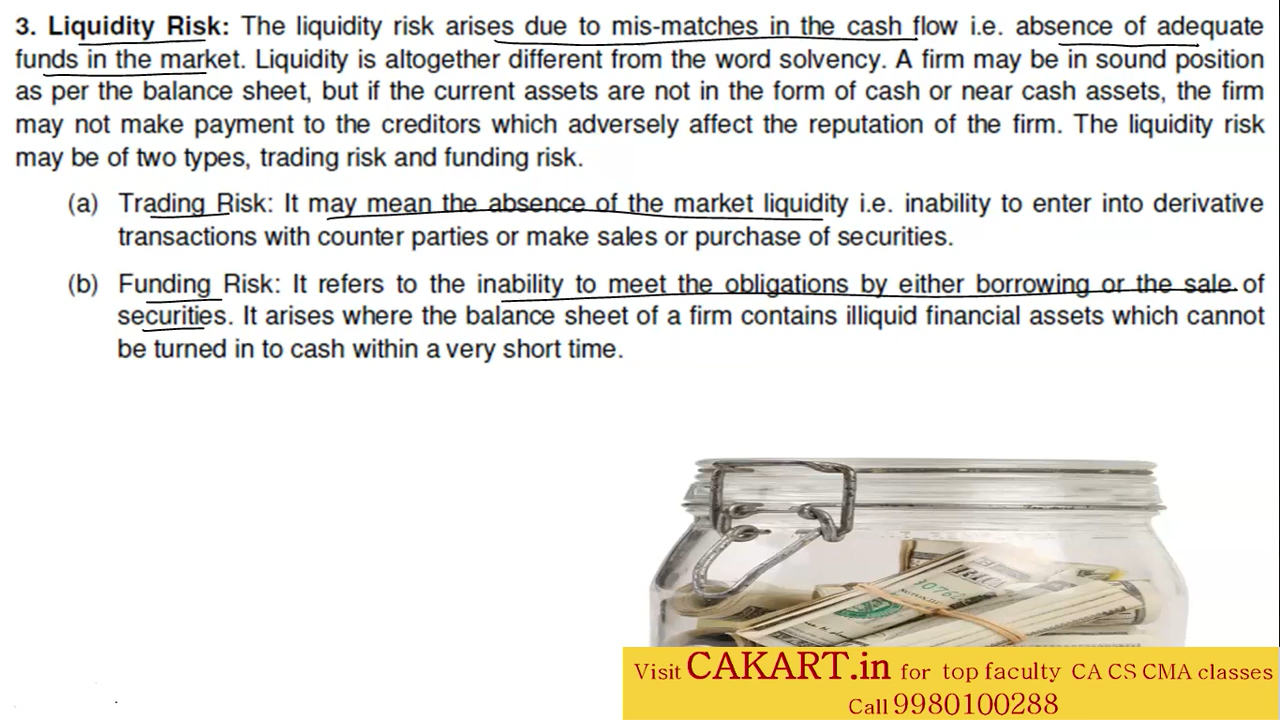 3. Liquidity Risk: The liquidity risk arises due to mis-matches in the cash flow i.e. absence of adequate
funds in the market. Liquidity is altogether different from the word solvency. A firm may be in sound position
as per the balance sheet, but if the current assets are not in the form of cash or near cash assets, the firm
may not make payment to the creditors which adversely affect the reputation of the firm. The liquidity risk
may be of two types, trading risk and funding risk.
(a) Trading Risk: It may mean the absence of the market liquidity i.e. inability to enter into derivative
transactions with counter parties or make sales or purchase of securities.
(b) Funding Risk: It refers to the inability to meet the obligations by either borrowing or the sale of
securities. It arises where the balance sheet of a firm contains illiquid financial assets which cannot
be turned in to cash within a very short time.
Visit CAKART.in for top faculty CA CS CMA classes
Call 9980100288